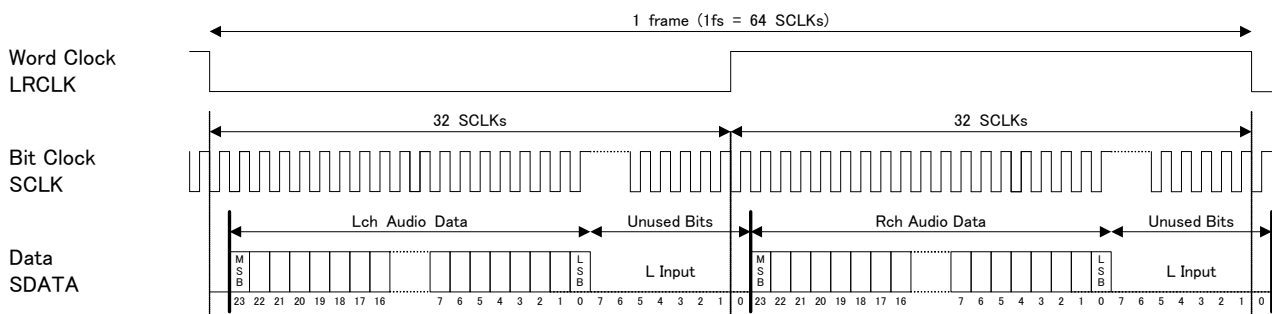 1 frame (1fs = 64 SCLKs)
Word Clock
LRCLK
32 SCLKs
32 SCLKs
Bit Clock
SCLK
Lch Audio Data
Unused Bits
Rch Audio Data
Unused Bits
Data
SDATA
MSB
LSB
L Input
MSB
LSB
L Input
23 22 21 20 19 18 17 16 7 6 5 4 3 2 1 0 7 6 5 4 3 2 1 0 23 22 21 20 19 18 17 16 7 6 5 4 3 2 1 0 7 6 5 4 3 2 1 0